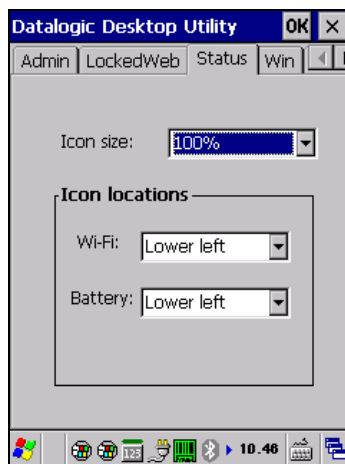 Datalogic Desktop Utility OK
Admin LockedWeb Status Win
Icon size: 100%
Icon locations
Wi-Fi: Lower left
Battery: Lower left
123 10.46